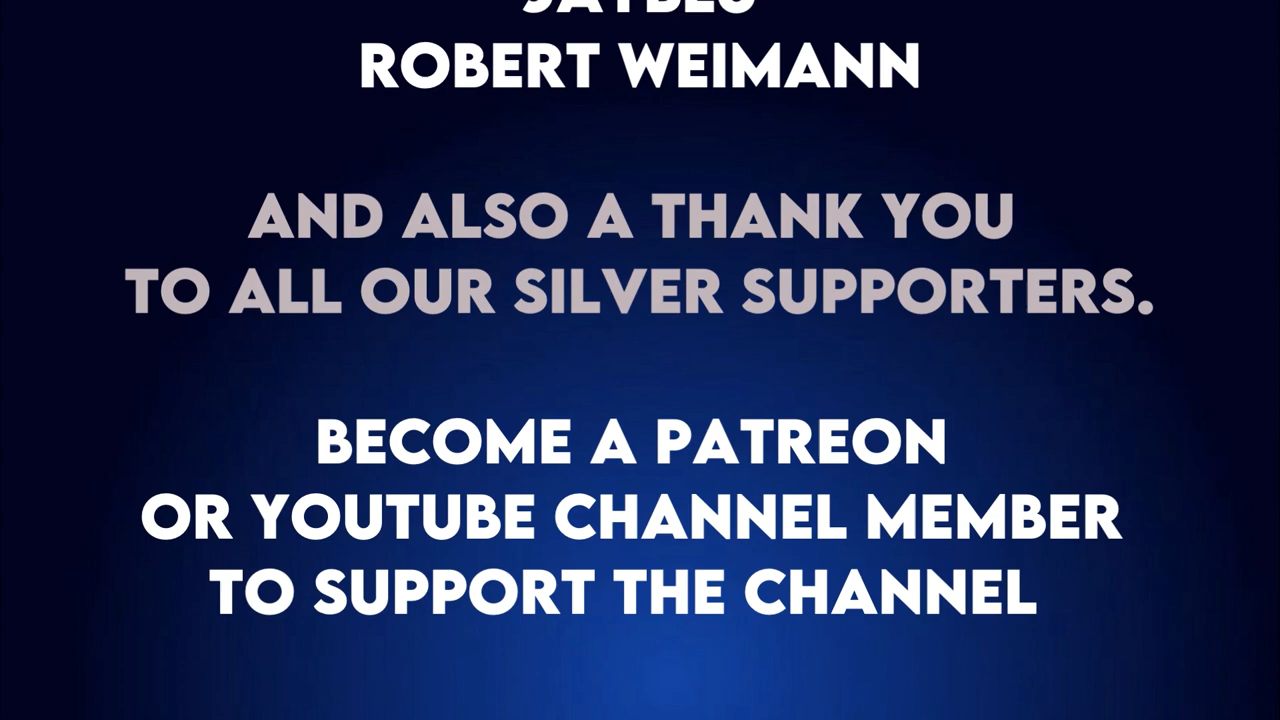 ROBERT WEIMANN
AND ALSO A THANK YOU
TO ALL OUR SILVER SUPPORTERS.
BECOME A PATREON
OR YOUTUBE CHANNEL MEMBER
TO SUPPORT THE CHANNEL